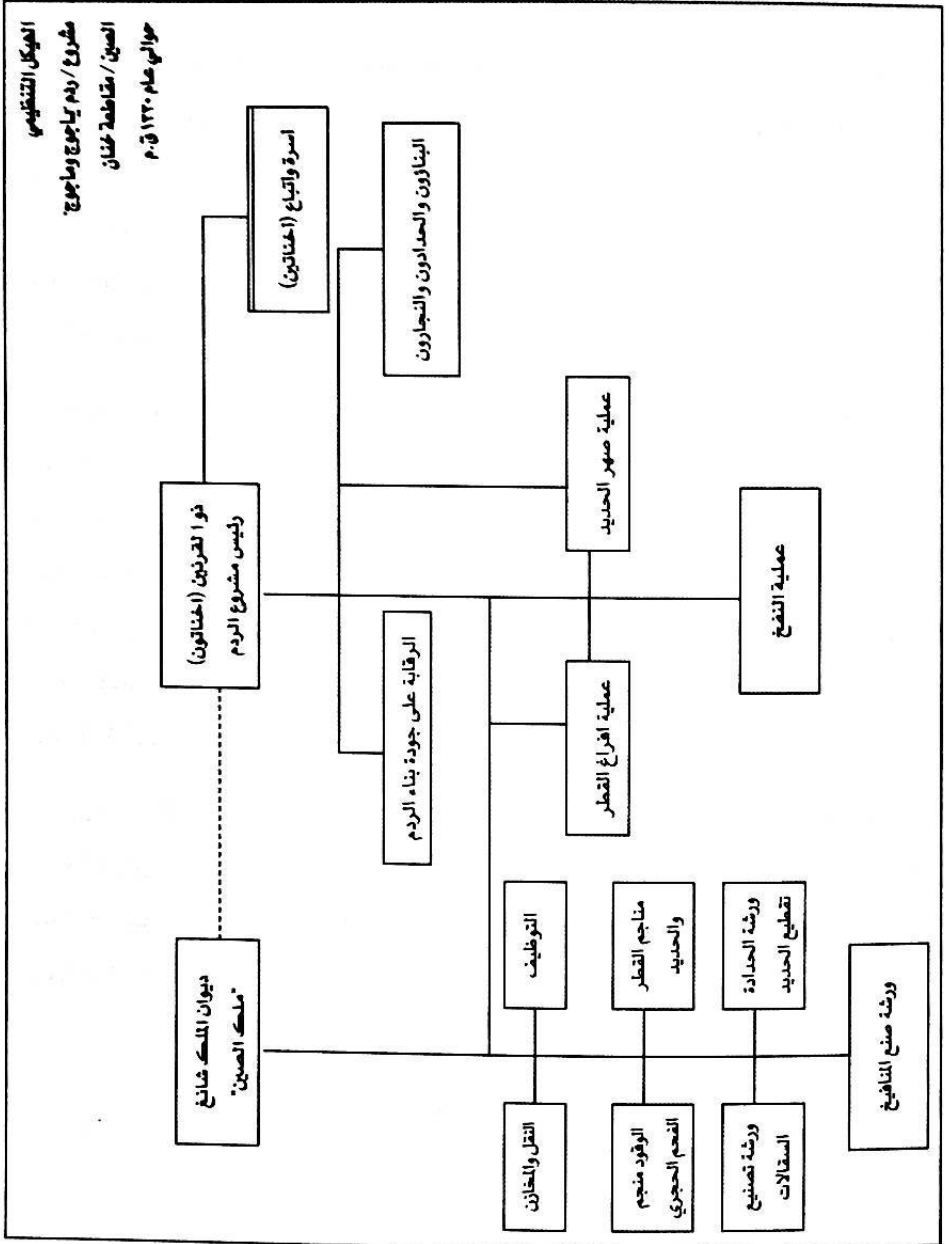 الهيكل التنظيمي
مشروع/ ردم يأجوج ومأجوج
الصين/ مقاطعة خنان
حوالي عام ١٣٣٠ ق.م
ديوان الملك شانغ
"ملك الصين"
ذو القرنين (اخناتون)
رئيس مشروع الردم
اسرة واتباع (اخناتين)
الرقابة على جودة بناء الردم
البناؤون والحدادون والنجارون
النقل والمخازن
التوظيف
عملية افراغ القطر
عملية صهر الحديد
الوقود منجم
الفحم الحجري
مناجم القطر
والحديد
ورشة تصنيع
السقالات
ورشة الحدادة
تقطيع الحديد
عملية النفخ
ورشة صنع المنافيخ